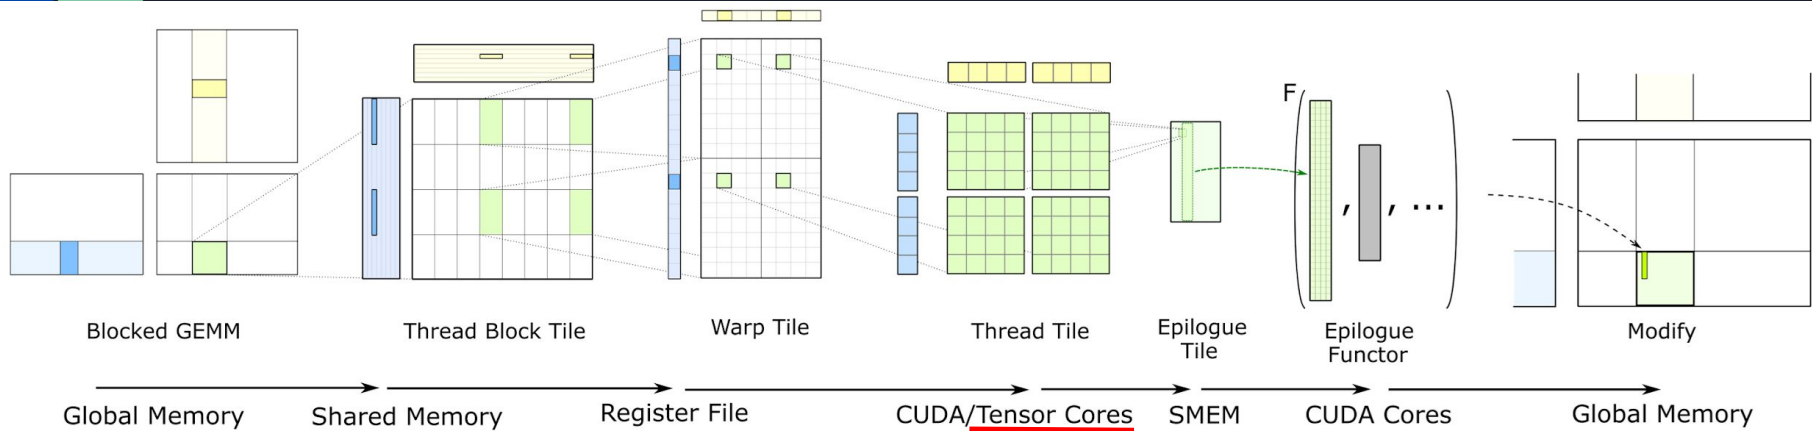 F
, , ...
Blocked GEMM
Thread Block Tile
Warp Tile
Thread Tile
Epilogue
Tile
Epilogue
Functor
Modify
Global Memory
Shared Memory
Register File
CUDA/Tensor Cores
SMEM
CUDA Cores
Global Memory